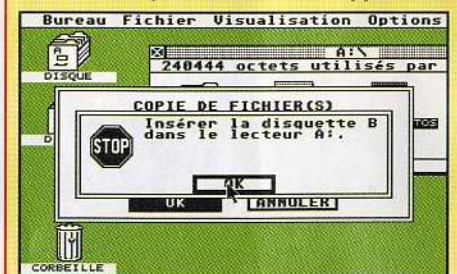 Bureau Fichier Visualisation Options
A
DISQUE
A:\
240444 octets utilisés par
TOS
D
COPIE DE FICHIER(S)
STOP
Insérer la disquette B
dans le lecteur A:.
OK
OK
ANNULER
CORBEILLE